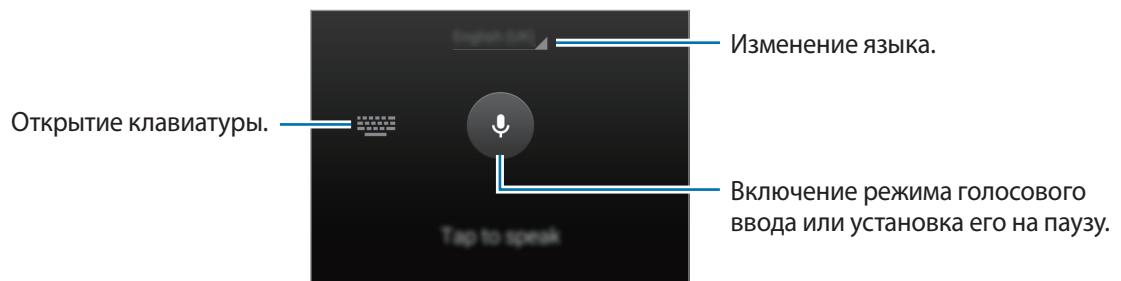 English (UK)
Изменение языка.
Открытие клавиатуры.
Включение режима голосового
ввода или установка его на паузу.
Tap to speak